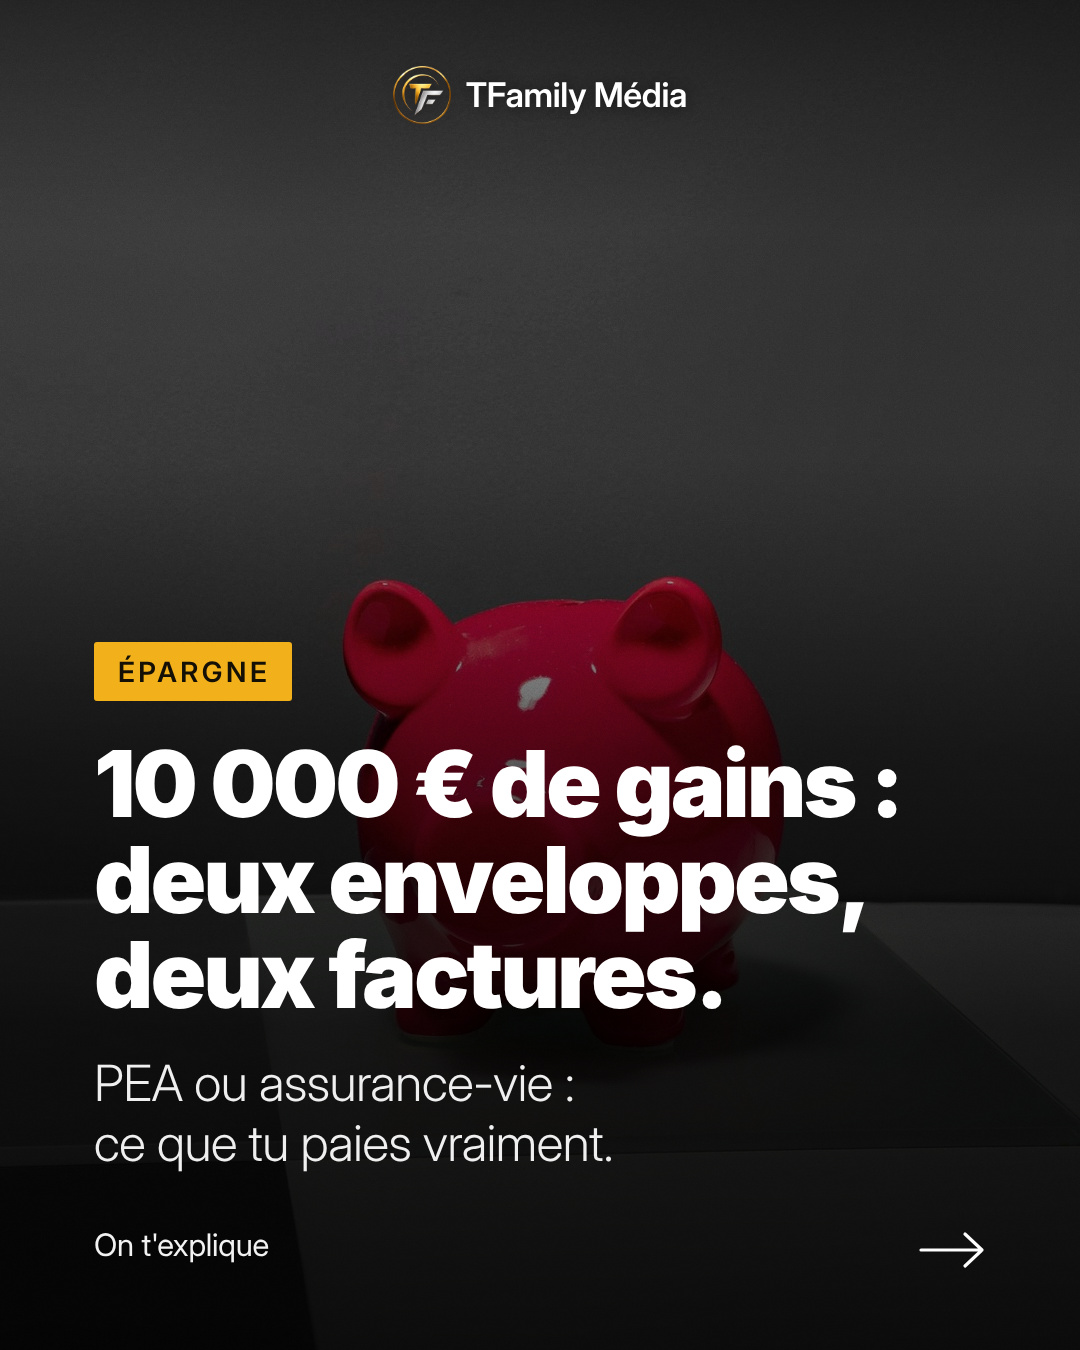 TF TFamily Média
ÉPARGNE
10 000 € de gains :
deux enveloppes,
deux factures.
PEA ou assurance-vie :
ce que tu paies vraiment.
On t'explique